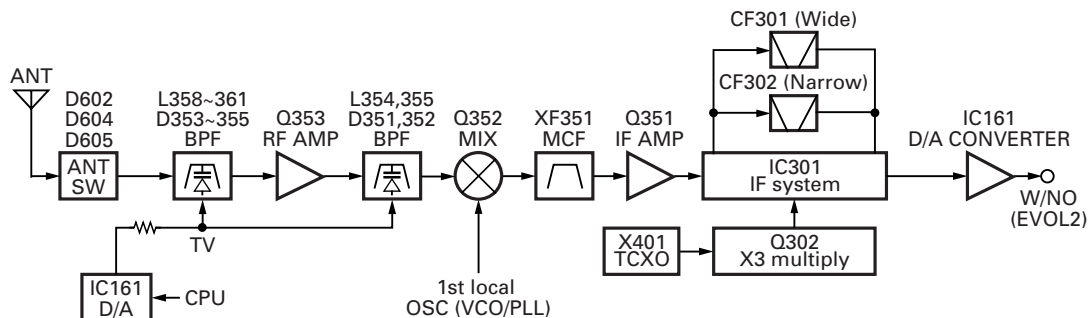 CF301 (Wide)
CF302 (Narrow)
ANT
D602
D604
D605
ANT
SW
L358~361
D353~355
BPF
Q353
RF AMP
L354,355
D351,352
BPF
Q352
MIX
XF351
MCF
Q351
IF AMP
IC301
IF system
IC161
D/A CONVERTER
W/NO
(EVOL2)
TV
X401
TCXO
Q302
X3 multiply
IC161
D/A
CPU
1st local
OSC (VCO/PLL)